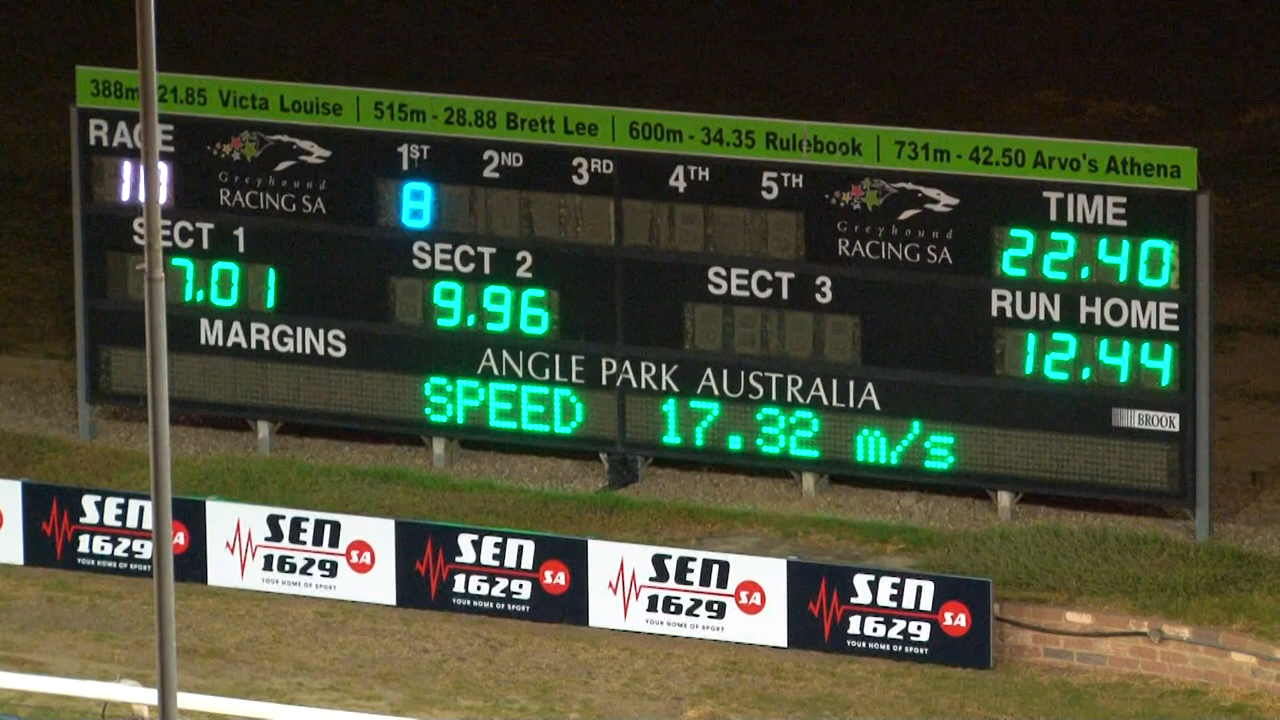 388m 21.85 Victa Louise | 515m - 28.88 Brett Lee | 600m - 34.35 Rulebook | 731m - 42.50 Arvo's Athena
RACE
Greyhound
RACING SA
1ST 2ND 3RD 4TH 5TH
8
Greyhound
RACING SA
TIME
22.40
SECT 1
7.01
SECT 2
9.96
SECT 3
RUN HOME
12.44
MARGINS
ANGLE PARK AUSTRALIA
SPEED 17.32 m/s
BROOK
SEN
1629 SA
YOUR HOME OF SPORT
SEN
1629 SA
YOUR HOME OF SPORT
SEN
1629 SA
YOUR HOME OF SPORT
SEN
1629 SA
YOUR HOME OF SPORT
SEN
1629 SA
YOUR HOME OF SPORT